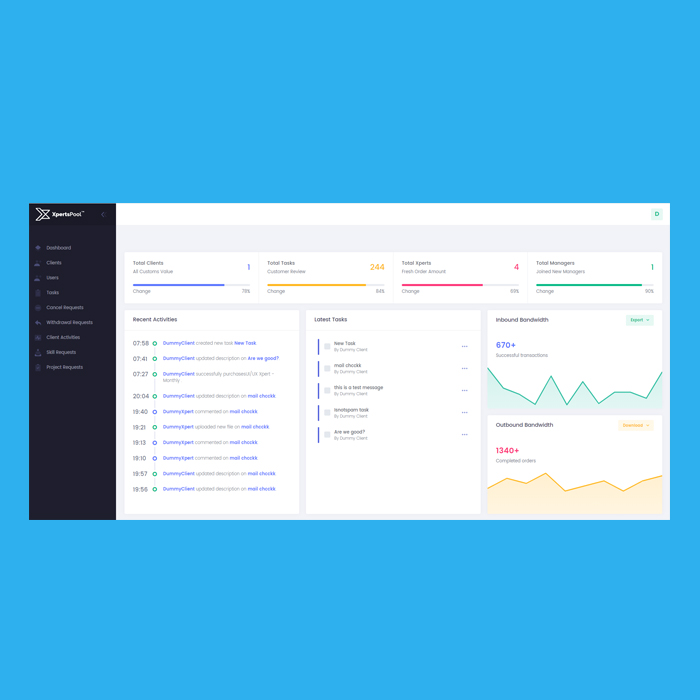 XpertsPool™
D
Dashboard
Clients
Users
Tasks
Cancel Requests
Withdrawal Requests
Client Activities
Skill Requests
Project Requests
Total Clients
All Customs Value
1
Change
78%
Total Tasks
Customer Review
244
Change
84%
Total Xperts
Fresh Order Amount
4
Change
69%
Total Managers
Joined New Managers
1
Change
90%
Recent Activities
07:58 DummyClient created new task New Task
07:41 DummyClient updated description on Are we good?
07:27 DummyClient successfully purchasesUI'UX Xpert -
Monthly
20:04 DummyClient updated description on mail chcckk
19:40 DummyXpert commented on mail chcckk
19:21 DummyXpert uploaded new file on mail chcckk
19:13 DummyXpert commented on mail chcckk
19:10 DummyXpert commented on mail chcckk
19:57 DummyClient updated description on mail chcckk
19:56 DummyClient updated description on mail chcckk
Latest Tasks
New Task
By Dummy Client
mail chcckk
By Dummy Client
this is a test message
By Dummy Client
By Dummy Client
Are we good?
By Dummy Client
Inbound Bandwidth
Export
670+
Successful transactions
Outbound Bandwidth
Download
1340+
Completed orders